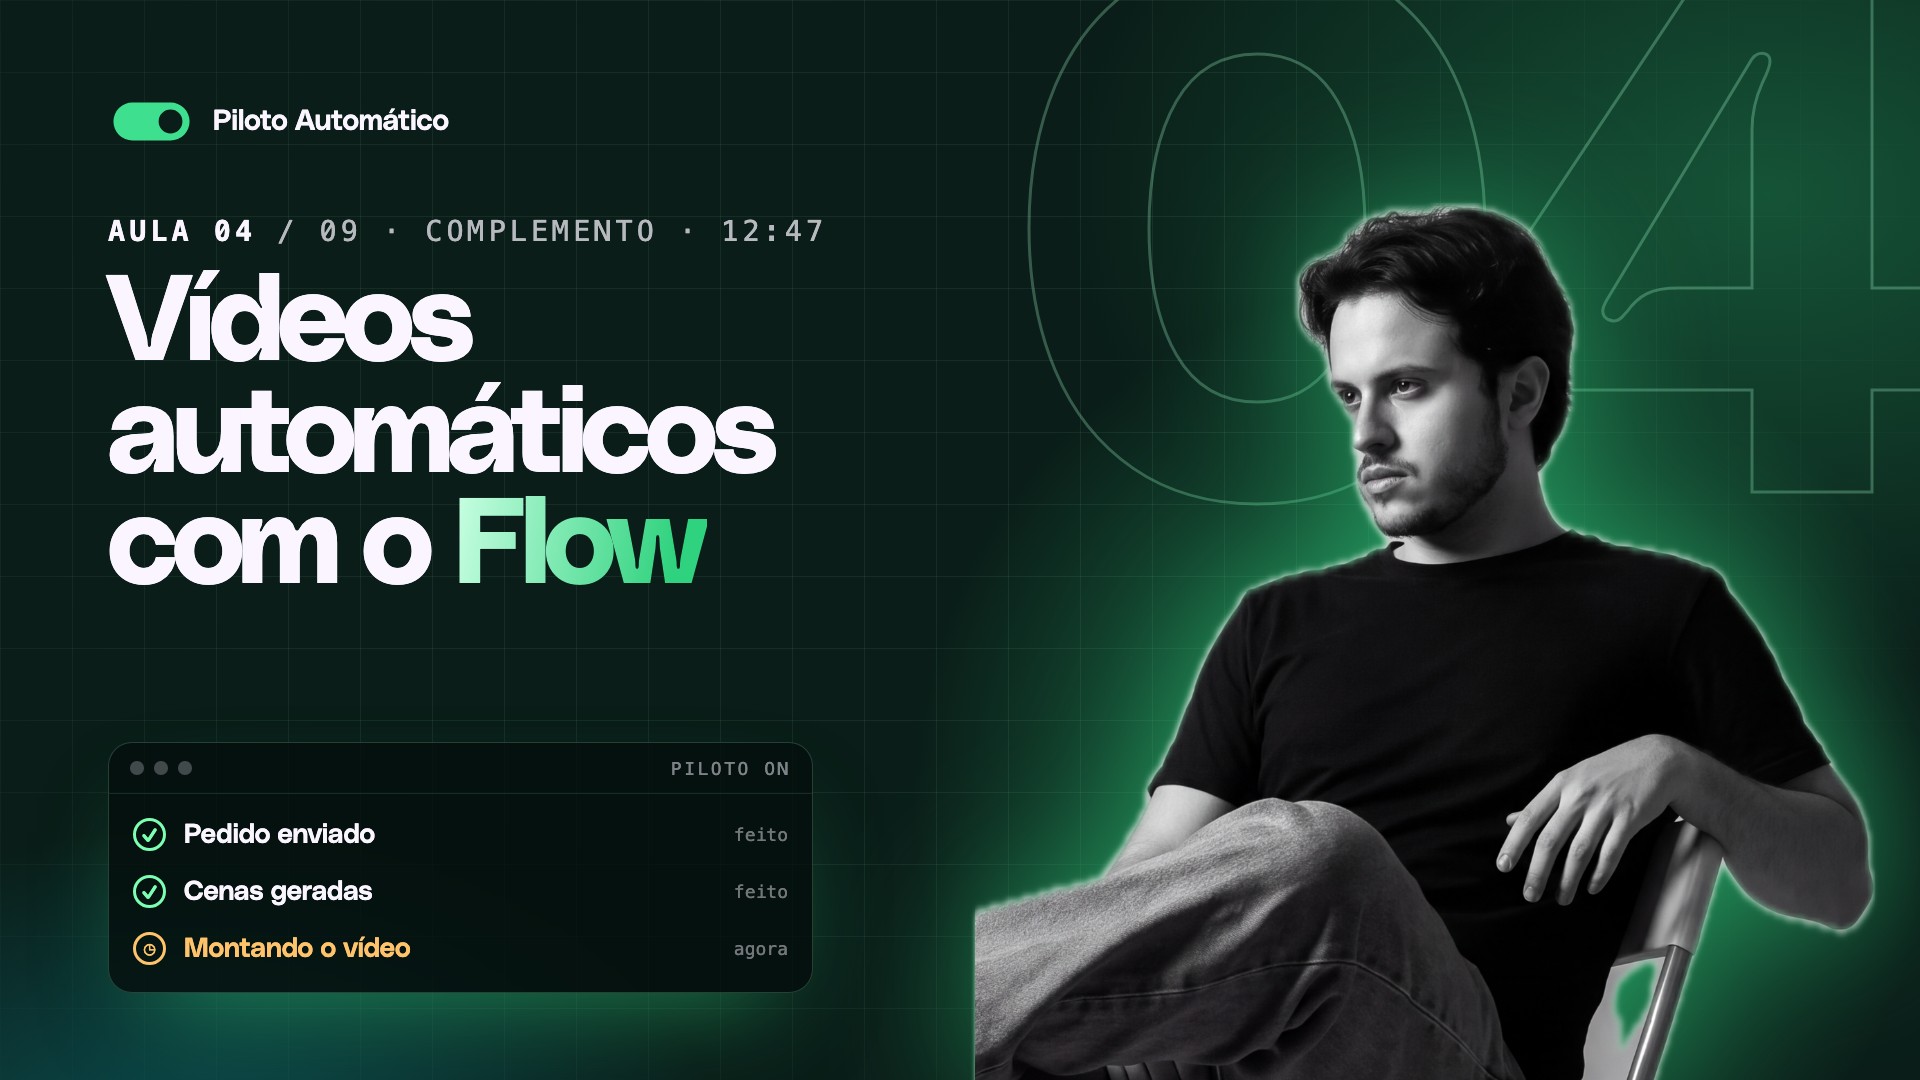 04
Piloto Automático
AULA 04 / 09 · COMPLEMENTO · 12:47
Vídeos
automáticos
com o Flow
PILOTO ON
Pedido enviado feito
Cenas geradas feito
Montando o vídeo agora